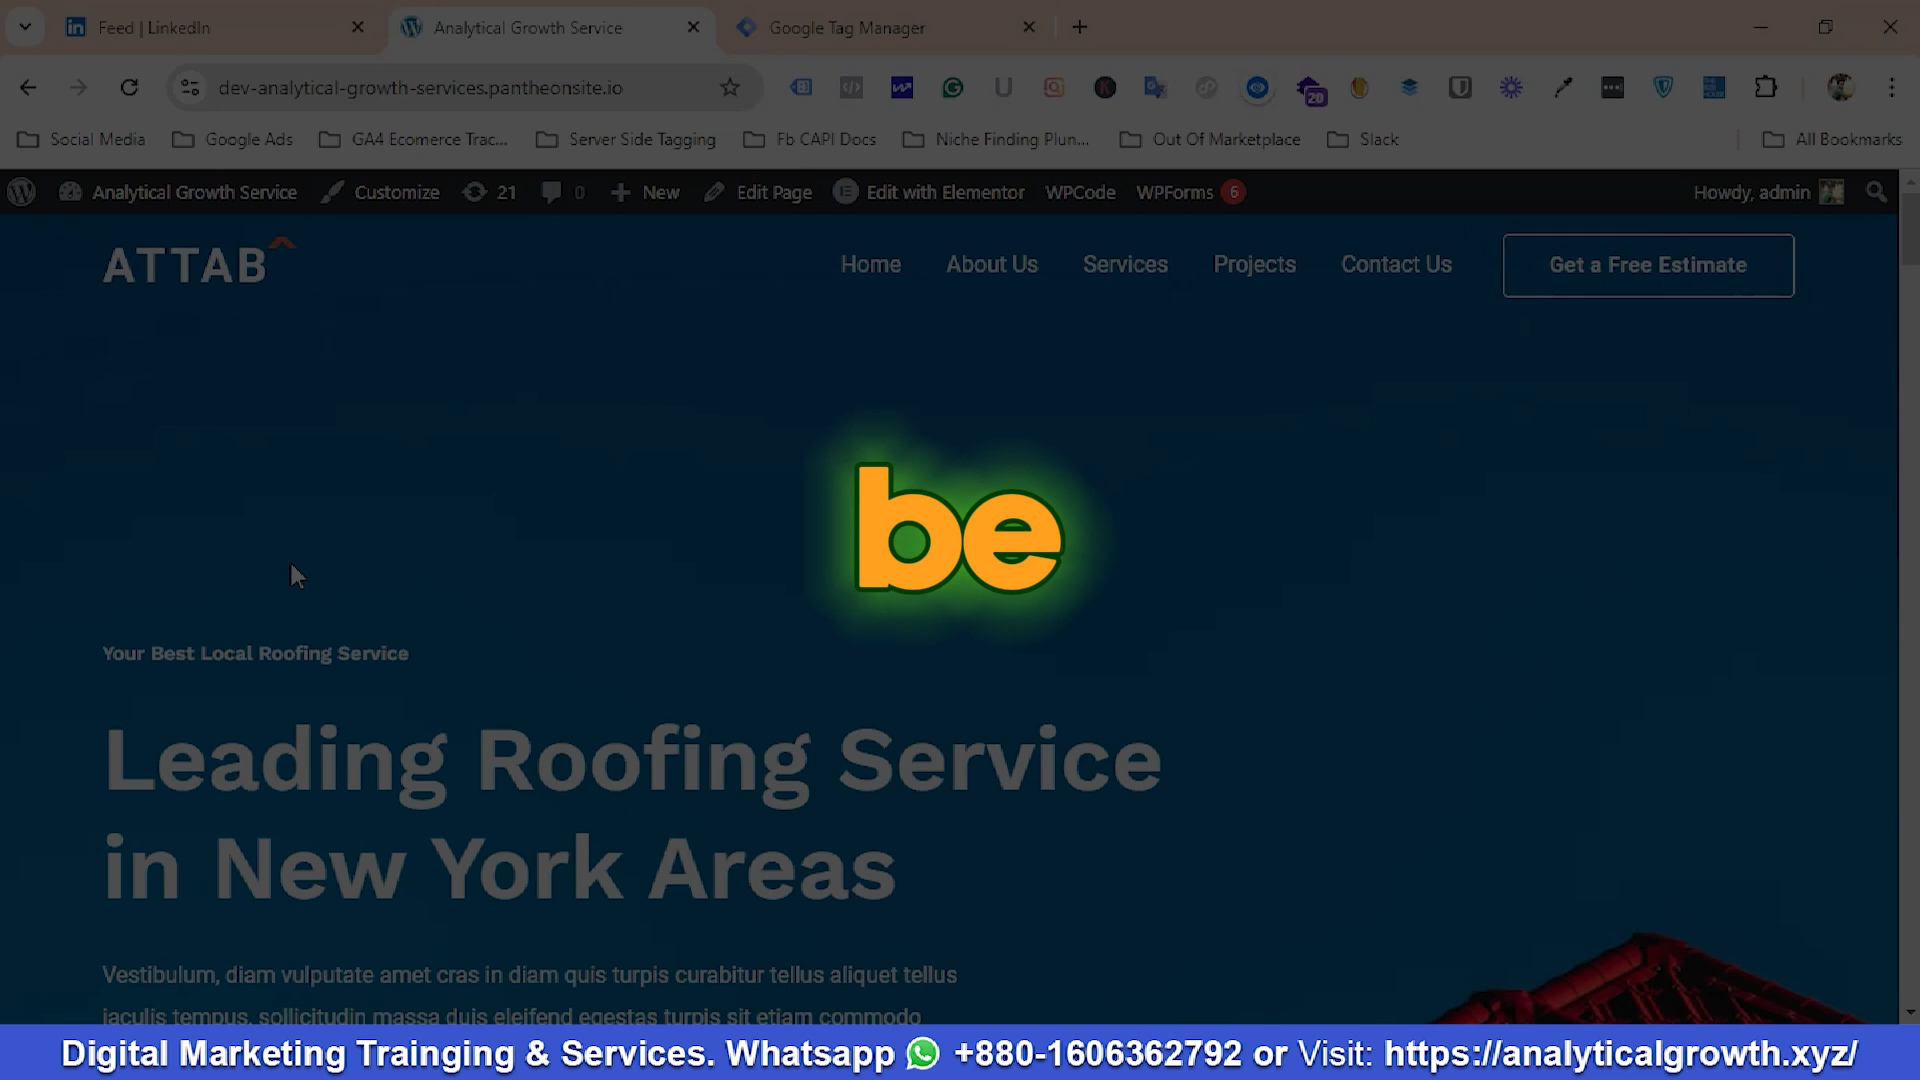 Feed | LinkedIn
Analytical Growth Service
Google Tag Manager
dev-analytical-growth-services.pantheonsite.io
20
Social Media
Google Ads
GA4 Ecomerce Trac...
Server Side Tagging
Fb CAPI Docs
Niche Finding Plun...
Out Of Marketplace
Slack
All Bookmarks
Analytical Growth Service
Customize
21
0
New
Edit Page
Edit with Elementor
WPCode
WPForms 6
Howdy, admin
ATTAB
Home
About Us
Services
Projects
Contact Us
Get a Free Estimate
be
Your Best Local Roofing Service
Leading Roofing Service
in New York Areas
Vestibulum, diam vulputate amet cras in diam quis turpis curabitur tellus aliquet tellus
iaculis tempus, sollicitudin massa duis eleifend egestas turpis sit etiam commodo
Digital Marketing Trainging & Services. Whatsapp +880-1606362792 or Visit: https://analyticalgrowth.xyz/